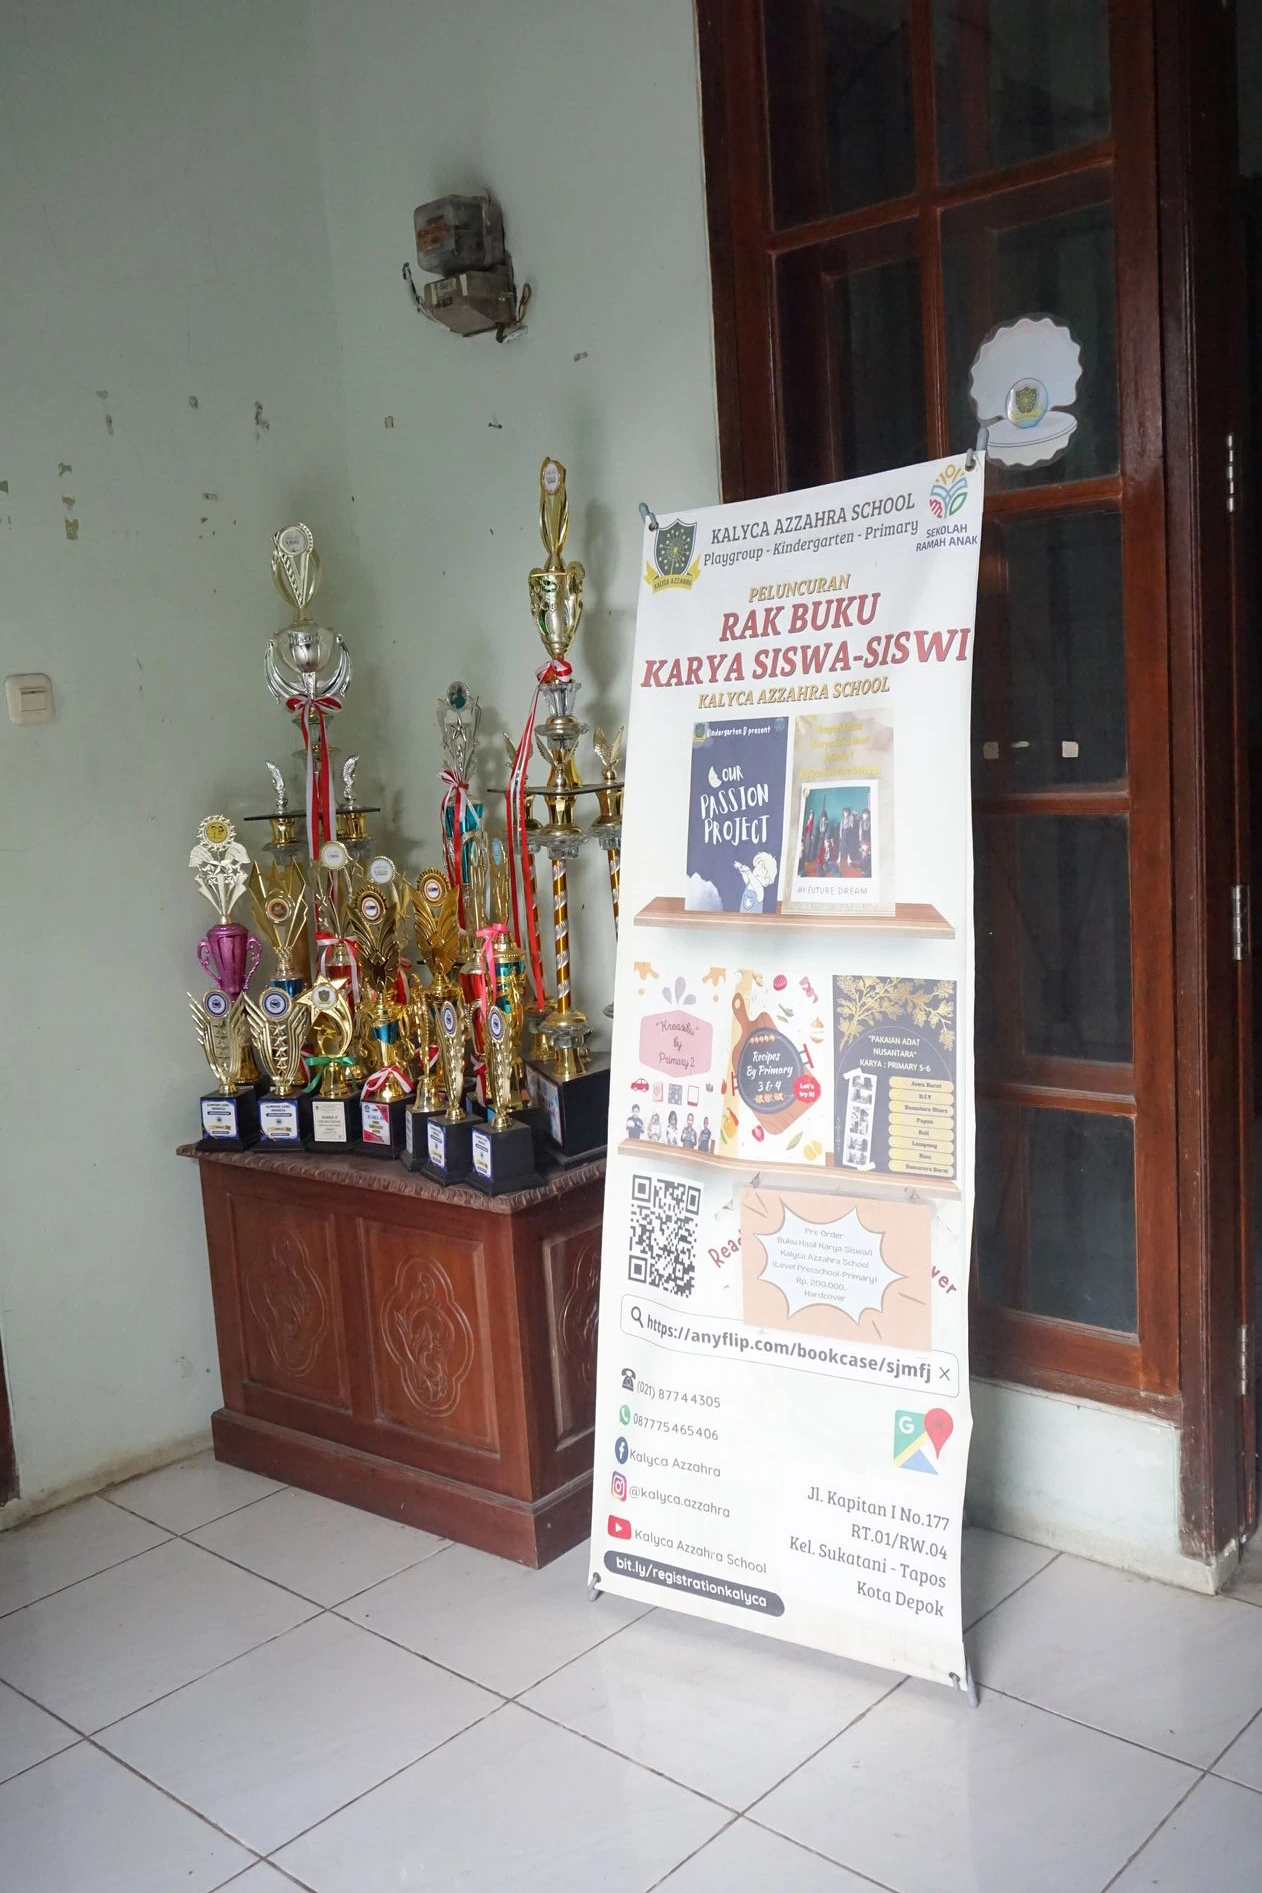 KALYCA AZZAHRA SCHOOL
Playgroup - Kindergarten - Primary
KALYCA AZZAHRA
SEKOLAH
RAMAH ANAK
PELUNCURAN
RAK BUKU
KARYA SISWA-SISWI
KALYCA AZZAHRA SCHOOL
Kindergarten B present
OUR
PASSION
PROJECT
MY FUTURE DREAM
"Kreasiku"
by
Primary 2
Recipes
By Primary
3 & 4
Let's
try it!
"PAKAIAN ADAT
NUSANTARA"
KARYA : PRIMARY 5-6
Jawa Barat
D.I.Y
Sumatera Utara
Papua
Bali
Lampung
Riau
Sumatera Barat
Pre Order
Buku Hasil Karya Siswa/i
Kalyca Azzahra School
(Level Preschool-Primary)
Rp. 200.000,
Hardcover
https://anyflip.com/bookcase/sjmfj
(021) 87744305
087775465406
Kalyca Azzahra
@kalyca.azzahra
Kalyca Azzahra School
bit.ly/registrationkalyca
G
Jl. Kapitan I No.177
RT.01/RW.04
Kel. Sukatani - Tapos
Kota Depok